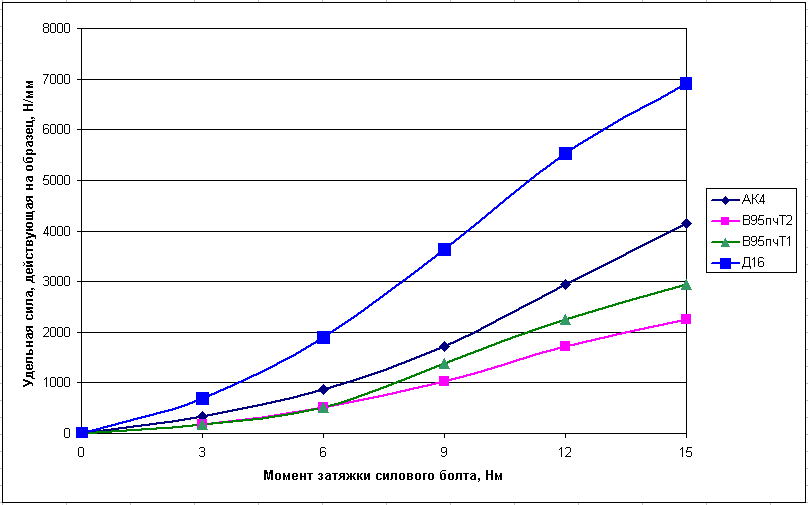 Удельная сила, действующая на образец, Н/мм
8000
7000
6000
5000
4000
3000
2000
1000
0
0 3 6 9 12 15
Момент затяжки силового болта, Нм
АК4
В95пчТ2
В95пчТ1
Д16